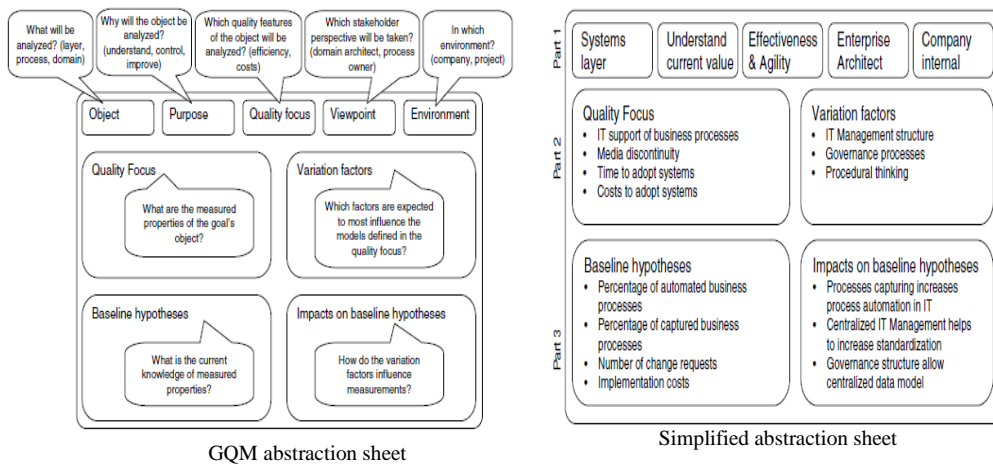 What will be
analyzed? (layer,
process, domain)
Why will the object be
analyzed?
(understand, control,
improve)
Which quality features
of the object will be
analyzed? (efficiency,
costs)
Which stakeholder
perspective will be taken?
(domain architect, process
owner)
In which
environment?
(company, project)
Object
Purpose
Quality focus
Viewpoint
Environment
Quality Focus
What are the measured
properties of the goal's
object?
Variation factors
Which factors are expected
to most influence the
models defined in the
quality focus?
Baseline hypotheses
What is the current
knowledge of measured
properties?
Impacts on baseline hypotheses
How do the variation
factors influence
measurements?
GQM abstraction sheet
Part 1
Systems
layer
Understand
current value
Effectiveness
& Agility
Enterprise
Architect
Company
internal
Part 2
Quality Focus
• IT support of business processes
• Media discontinuity
• Time to adopt systems
• Costs to adopt systems
Variation factors
• IT Management structure
• Governance processes
• Procedural thinking
Part 3
Baseline hypotheses
• Percentage of automated business
processes
• Percentage of captured business
processes
• Number of change requests
• Implementation costs
Impacts on baseline hypotheses
• Processes capturing increases
process automation in IT
• Centralized IT Management helps
to increase standardization
• Governance structure allow
centralized data model
Simplified abstraction sheet